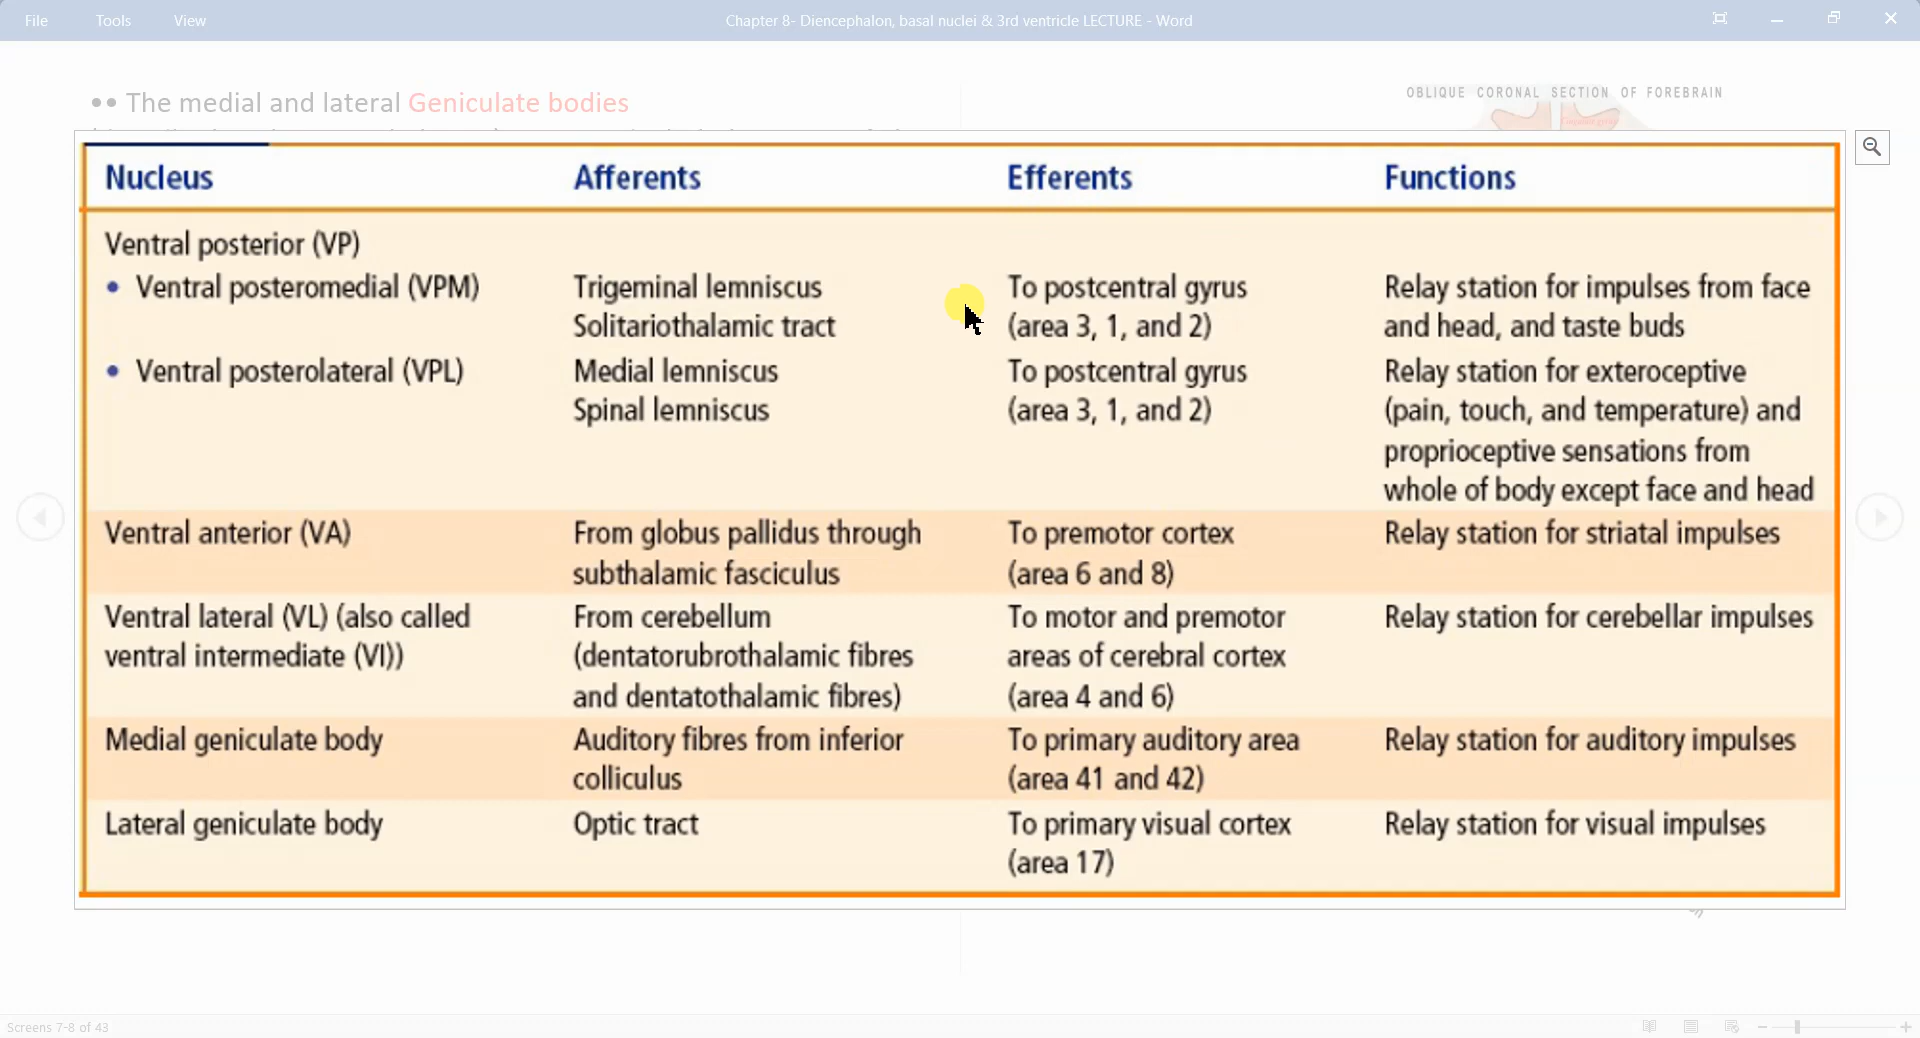 File Tools View Chapter 8- Diencephalon, basal nuclei & 3rd ventricle LECTURE - Word
•• The medial and lateral Geniculate bodies
OBLIQUE CORONAL SECTION OF FOREBRAIN
Nucleus Afferents Efferents Functions
Ventral posterior (VP)
• Ventral posteromedial (VPM) Trigeminal lemniscus To postcentral gyrus Relay station for impulses from face
Solitariothalamic tract (area 3, 1, and 2) and head, and taste buds
• Ventral posterolateral (VPL) Medial lemniscus To postcentral gyrus Relay station for exteroceptive
Spinal lemniscus (area 3, 1, and 2) (pain, touch, and temperature) and
proprioceptive sensations from
whole of body except face and head
Ventral anterior (VA) From globus pallidus through To premotor cortex Relay station for striatal impulses
subthalamic fasciculus (area 6 and 8)
Ventral lateral (VL) (also called From cerebellum To motor and premotor Relay station for cerebellar impulses
ventral intermediate (VI)) (dentatorubrothalamic fibres areas of cerebral cortex
and dentatothalamic fibres) (area 4 and 6)
Medial geniculate body Auditory fibres from inferior To primary auditory area Relay station for auditory impulses
colliculus (area 41 and 42)
Lateral geniculate body Optic tract To primary visual cortex Relay station for visual impulses
(area 17)
Screens 7-8 of 43